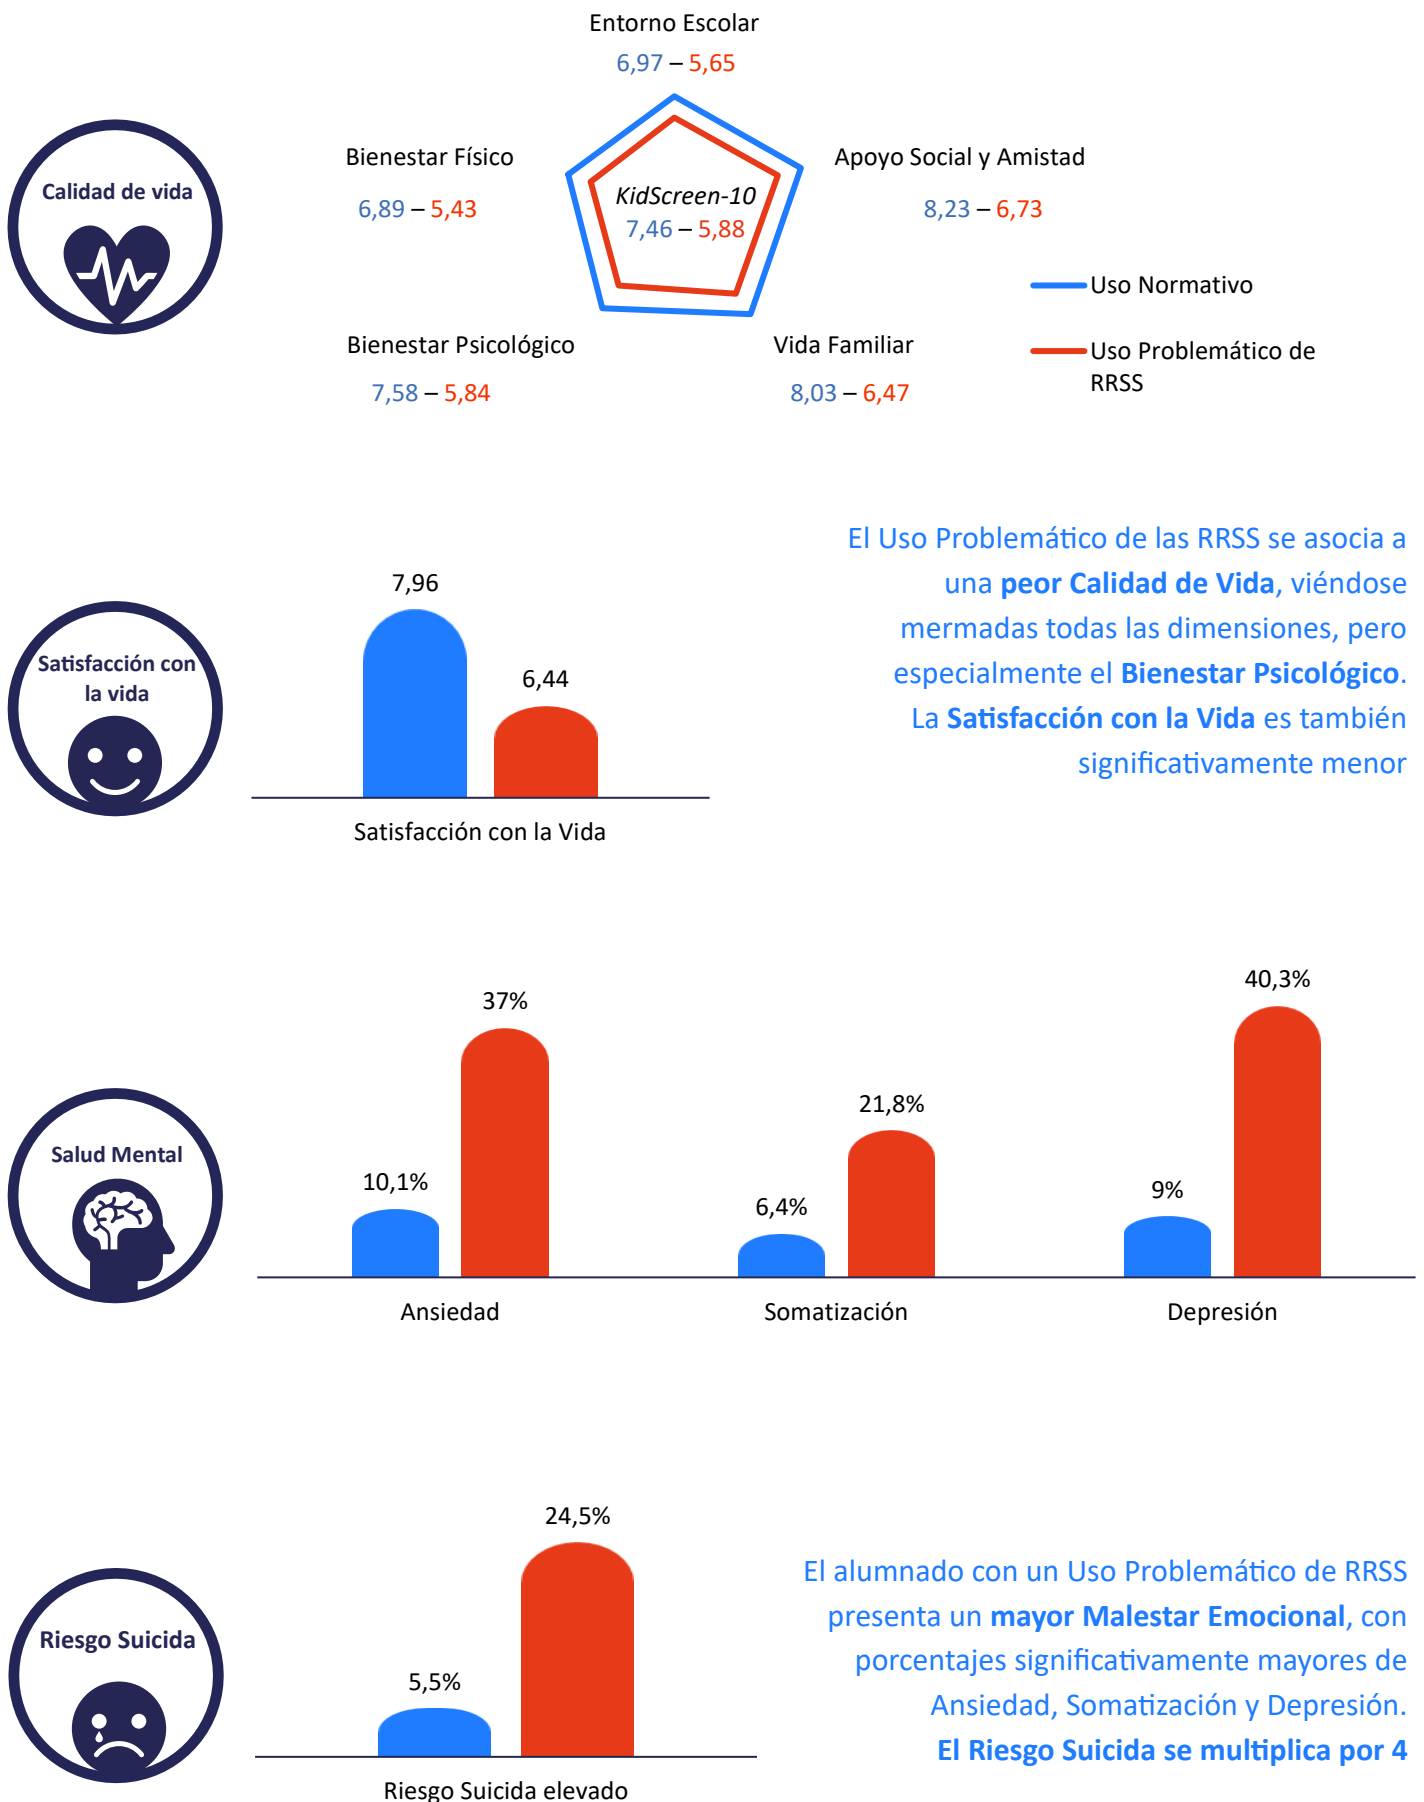 Entorno Escolar
6,97 – 5,65
Calidad de vida
Bienestar Físico
6,89 – 5,43
KidScreen-10
7,46 – 5,88
Apoyo Social y Amistad
8,23 – 6,73
Bienestar Psicológico
7,58 – 5,84
Vida Familiar
8,03 – 6,47
Uso Normativo
Uso Problemático de
RRSS
Satisfacción con
la vida
7,96
6,44
Satisfacción con la Vida
El Uso Problemático de las RRSS se asocia a
una peor Calidad de Vida, viéndose
mermadas todas las dimensiones, pero
especialmente el Bienestar Psicológico.
La Satisfacción con la Vida es también
significativamente menor
Salud Mental
10,1%
37%
6,4%
21,8%
9%
40,3%
Ansiedad
Somatización
Depresión
Riesgo Suicida
5,5%
24,5%
Riesgo Suicida elevado
El alumnado con un Uso Problemático de RRSS
presenta un mayor Malestar Emocional, con
porcentajes significativamente mayores de
Ansiedad, Somatización y Depresión.
El Riesgo Suicida se multiplica por 4